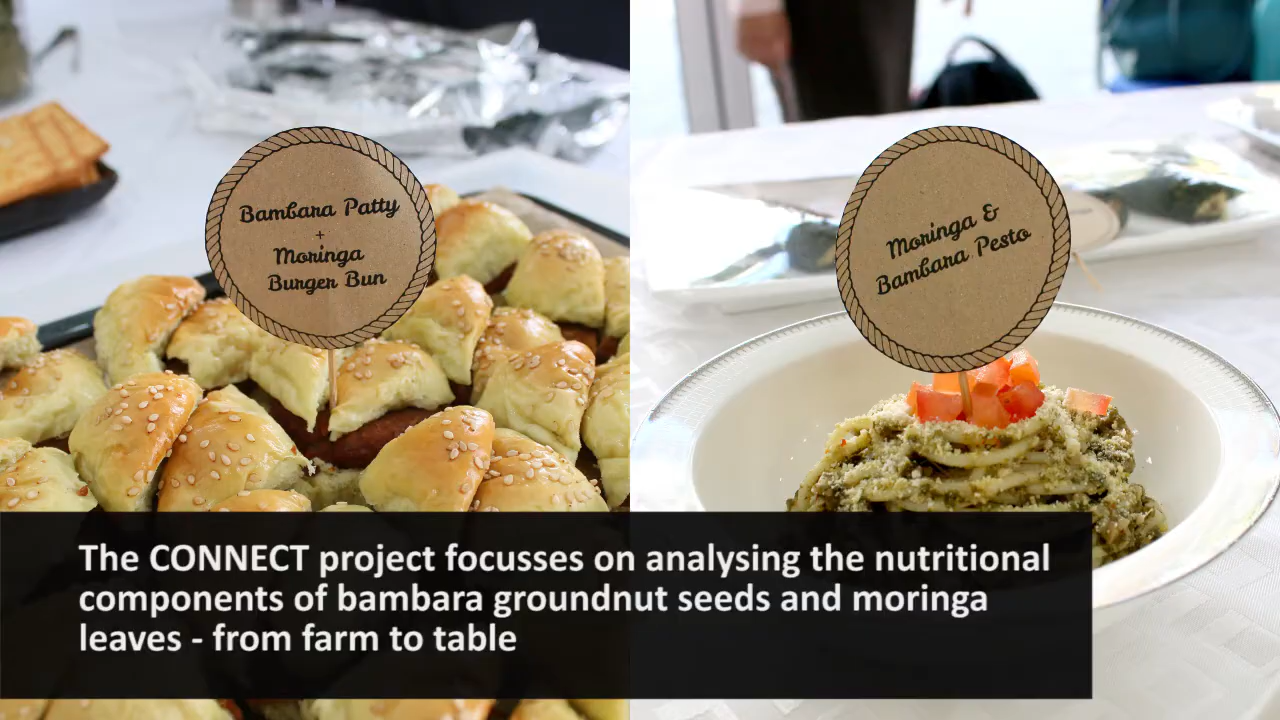 Bambara Patty
+
Moringa
Burger Bun
Moringa &
Bambara Pesto
The CONNECT project focusses on analysing the nutritional
components of bambara groundnut seeds and moringa
leaves - from farm to table